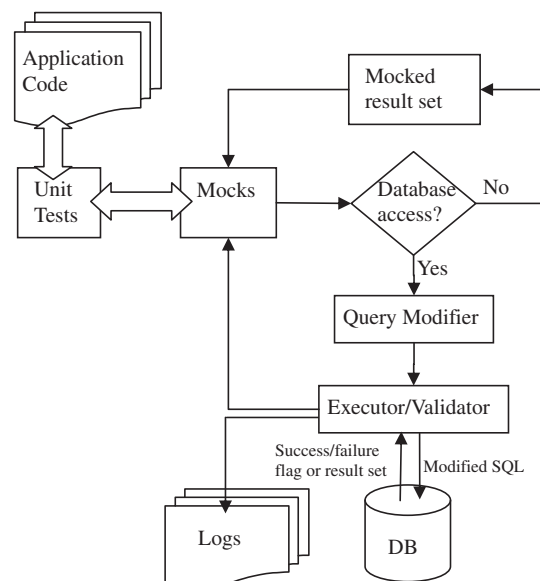 Application
Code
Mocked
result set
Unit
Tests
Mocks
Database
access?
No
Yes
Query Modifier
Executor/Validator
Success/failure
flag or result set
Modified SQL
Logs
DB